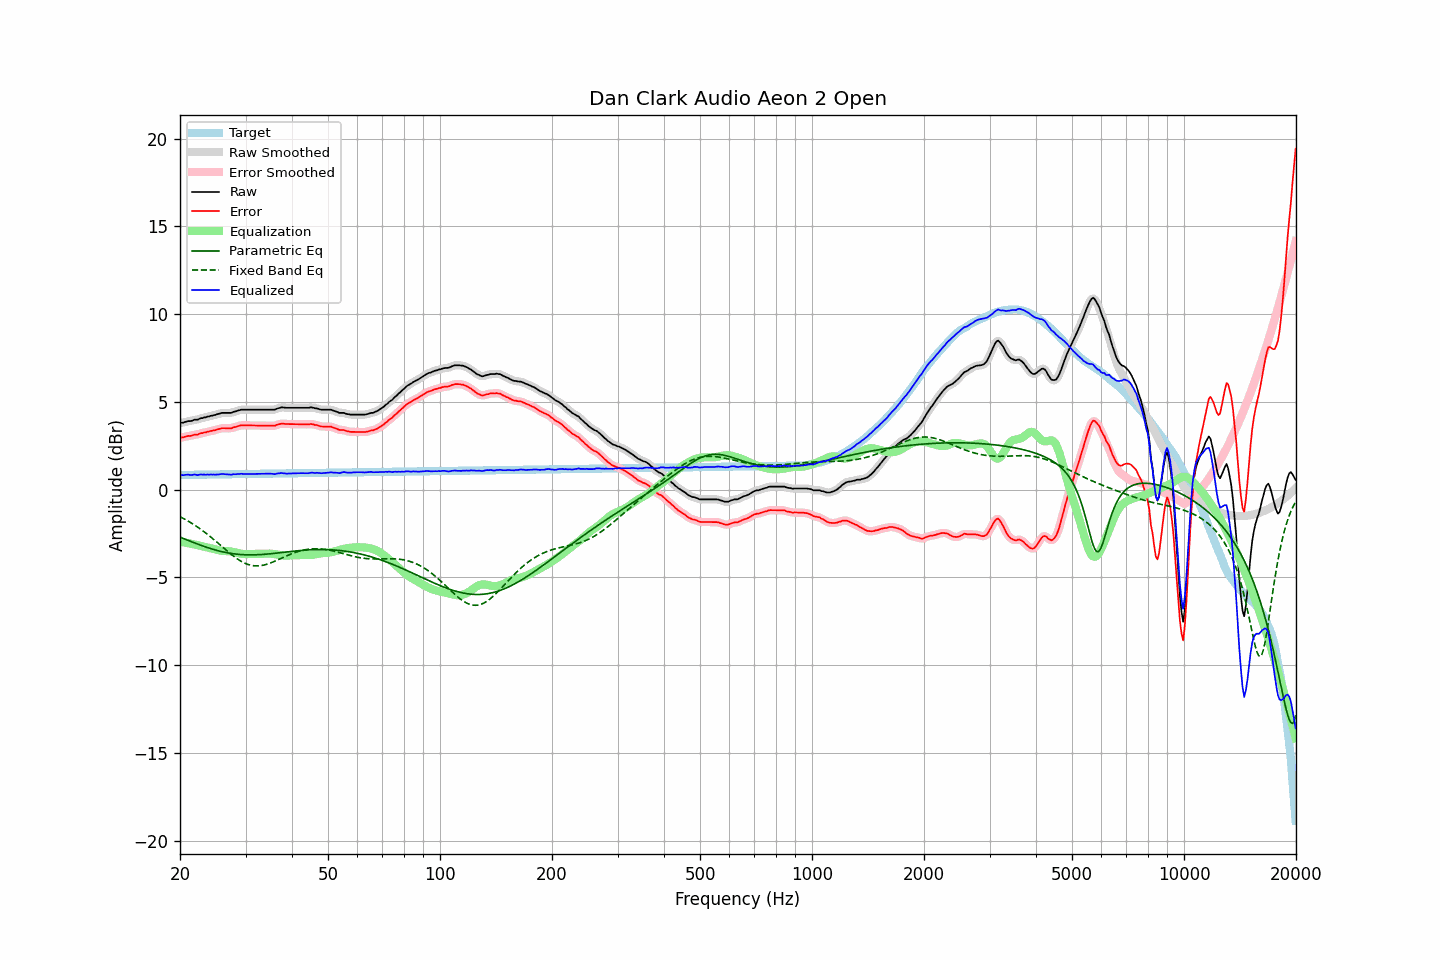 Dan Clark Audio Aeon 2 Open
Target
Raw Smoothed
Error Smoothed
Raw
Error
Equalization
Parametric Eq
Fixed Band Eq
Equalized
Amplitude (dBr)
20
15
10
5
0
−5
−10
−15
−20
20 50 100 200 500 1000 2000 5000 10000 20000
Frequency (Hz)